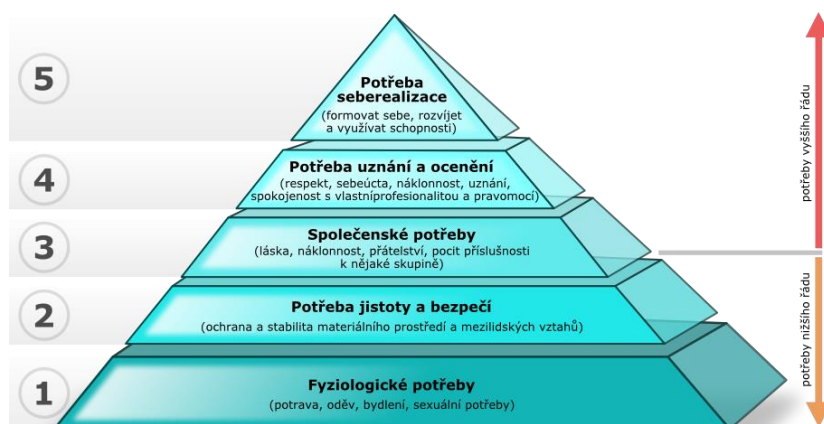 5
Potřeba
seberealizace
(formovat sebe, rozvíjet
a využívat schopnosti)
4
Potřeba uznání a ocenění
(respekt, sebeúcta, náklonnost, uznání,
spokojenost s vlastníprofesionalitou a pravomocí)
3
Společenské potřeby
(láska, náklonnost, přátelství, pocit příslušnosti
k nějaké skupině)
2
Potřeba jistoty a bezpečí
(ochrana a stabilita materiálního prostředí a mezilidských vztahů)
1
Fyziologické potřeby
(potrava, oděv, bydlení, sexuální potřeby)
potřeby vyššího řádu
potřeby nižšího řádu